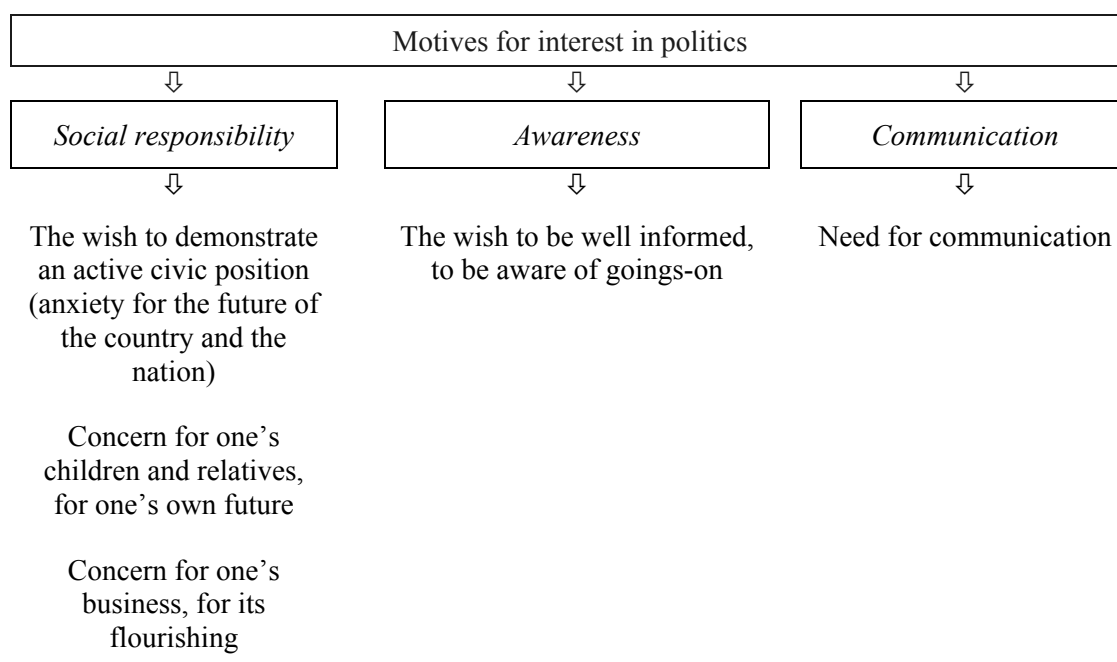 Motives for interest in politics
Social responsibility
Awareness
Communication
The wish to demonstrate
an active civic position
(anxiety for the future of
the country and the
nation)
Concern for one’s
children and relatives,
for one’s own future
Concern for one’s
business, for its
flourishing
The wish to be well informed,
to be aware of goings-on
Need for communication